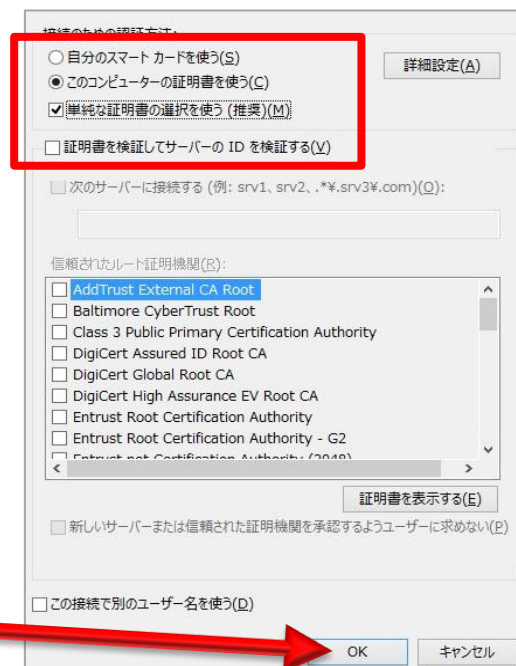 接続のための認証方法:
自分のスマート カードを使う(S)
詳細設定(A)
このコンピューターの証明書を使う(C)
単純な証明書の選択を使う (推奨)(M)
証明書を検証してサーバーの ID を検証する(V)
次のサーバーに接続する (例: srv1、srv2、.*¥.srv3¥.com)(O):
信頼されたルート証明機関(R):
AddTrust External CA Root
Baltimore CyberTrust Root
Class 3 Public Primary Certification Authority
DigiCert Assured ID Root CA
DigiCert Global Root CA
DigiCert High Assurance EV Root CA
Entrust Root Certification Authority
Entrust Root Certification Authority - G2
Entrust.net Certification Authority (2048)
証明書を表示する(E)
新しいサーバーまたは信頼された証明機関を承認するようユーザーに求めない(P)
この接続で別のユーザー名を使う(D)
OK
キャンセル